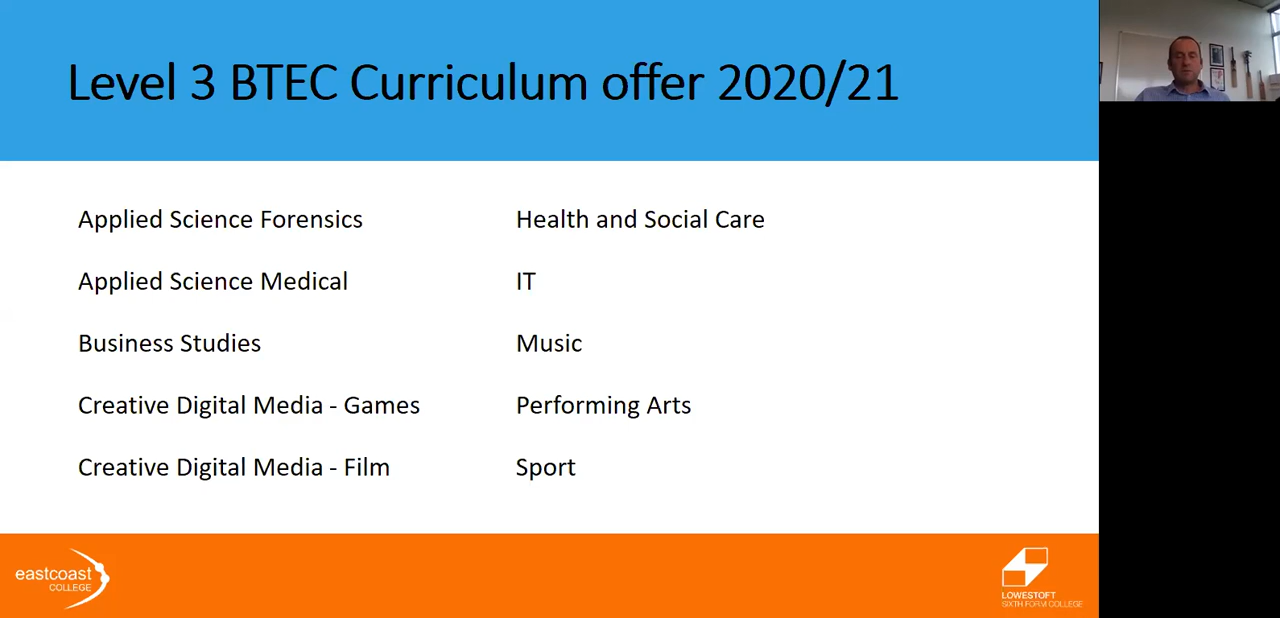 Level 3 BTEC Curriculum offer 2020/21
Applied Science Forensics
Applied Science Medical
Business Studies
Creative Digital Media - Games
Creative Digital Media - Film
Health and Social Care
IT
Music
Performing Arts
Sport
eastcoast
COLLEGE
LOWESTOFT
SIXTH FORM COLLEGE